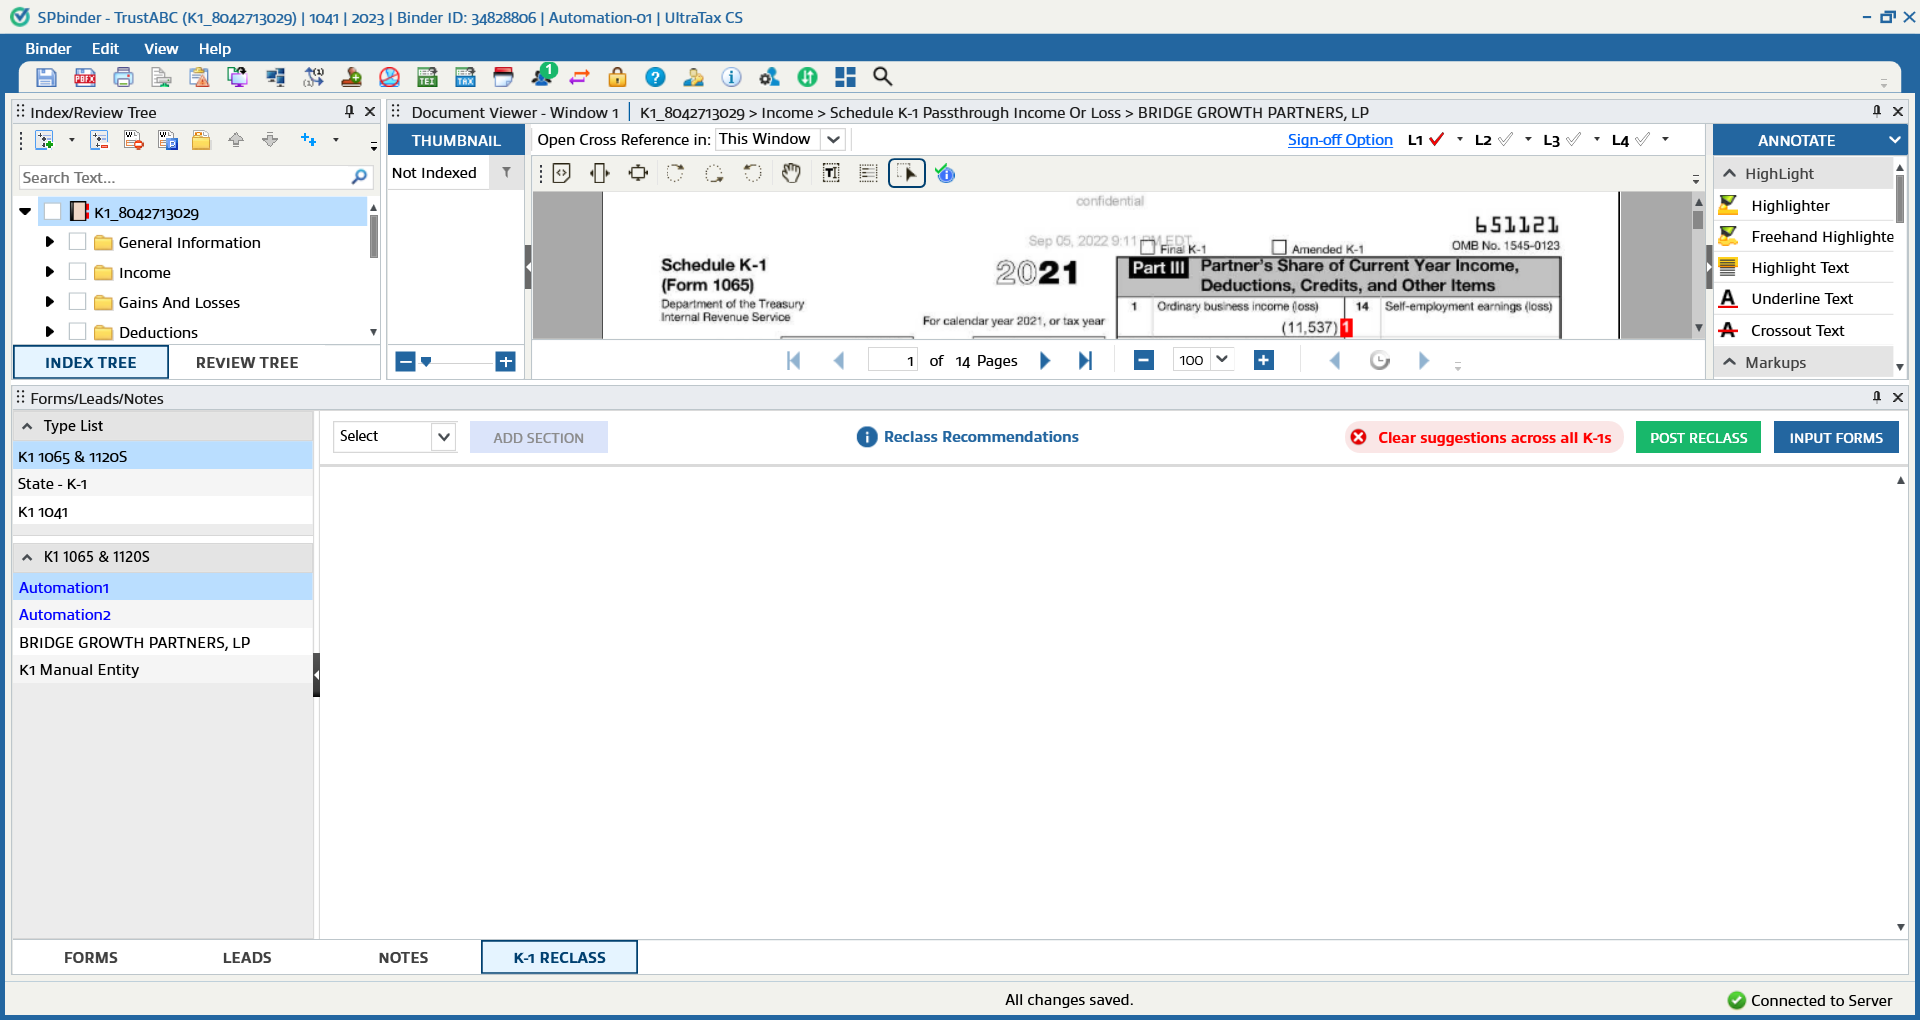 SPbinder - TrustABC (K1_8042713029) | 1041 | 2023 | Binder ID: 34828806 | Automation-01 | UltraTax CS
Binder Edit View Help
PBFX
TEI
TAX
1
Index/Review Tree
Document Viewer - Window 1 | K1_8042713029 > Income > Schedule K-1 Passthrough Income Or Loss > BRIDGE GROWTH PARTNERS, LP
THUMBNAIL
Open Cross Reference in: This Window
Sign-off Option L1 L2 L3 L4
ANNOTATE
Search Text...
Not Indexed
HighLight
Highlighter
Freehand Highlighte
Highlight Text
Underline Text
Crossout Text
Markups
K1_8042713029
General Information
Income
Gains And Losses
Deductions
INDEX TREE REVIEW TREE
confidential
651121
Sep 05, 2022 9:11 PM EDT
Final K-1 Amended K-1 OMB No. 1545-0123
Schedule K-1
(Form 1065)
2021
Part III Partner's Share of Current Year Income,
Deductions, Credits, and Other Items
Department of the Treasury
Internal Revenue Service
For calendar year 2021, or tax year
1 Ordinary business income (loss) 14 Self-employment earnings (loss)
(11,537) 1
1 of 14 Pages
100
Forms/Leads/Notes
Type List
K1 1065 & 1120S
State - K-1
K1 1041
K1 1065 & 1120S
Automation1
Automation2
BRIDGE GROWTH PARTNERS, LP
K1 Manual Entity
Select
ADD SECTION
Reclass Recommendations
Clear suggestions across all K-1s
POST RECLASS
INPUT FORMS
FORMS LEADS NOTES K-1 RECLASS
All changes saved.
Connected to Server